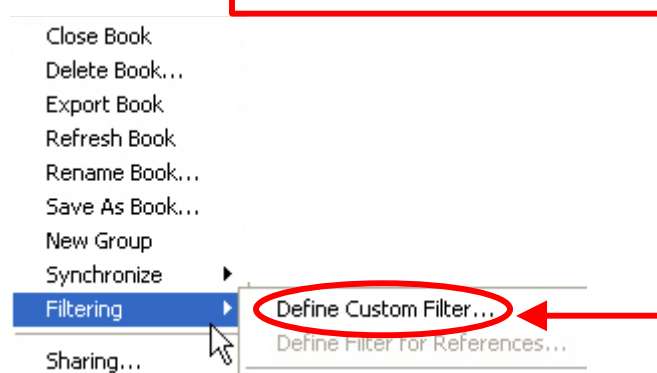 Close Book
Delete Book...
Export Book
Refresh Book
Rename Book...
Save As Book...
New Group
Synchronize
Filtering
Define Custom Filter...
Define Filter for References...
Sharing...